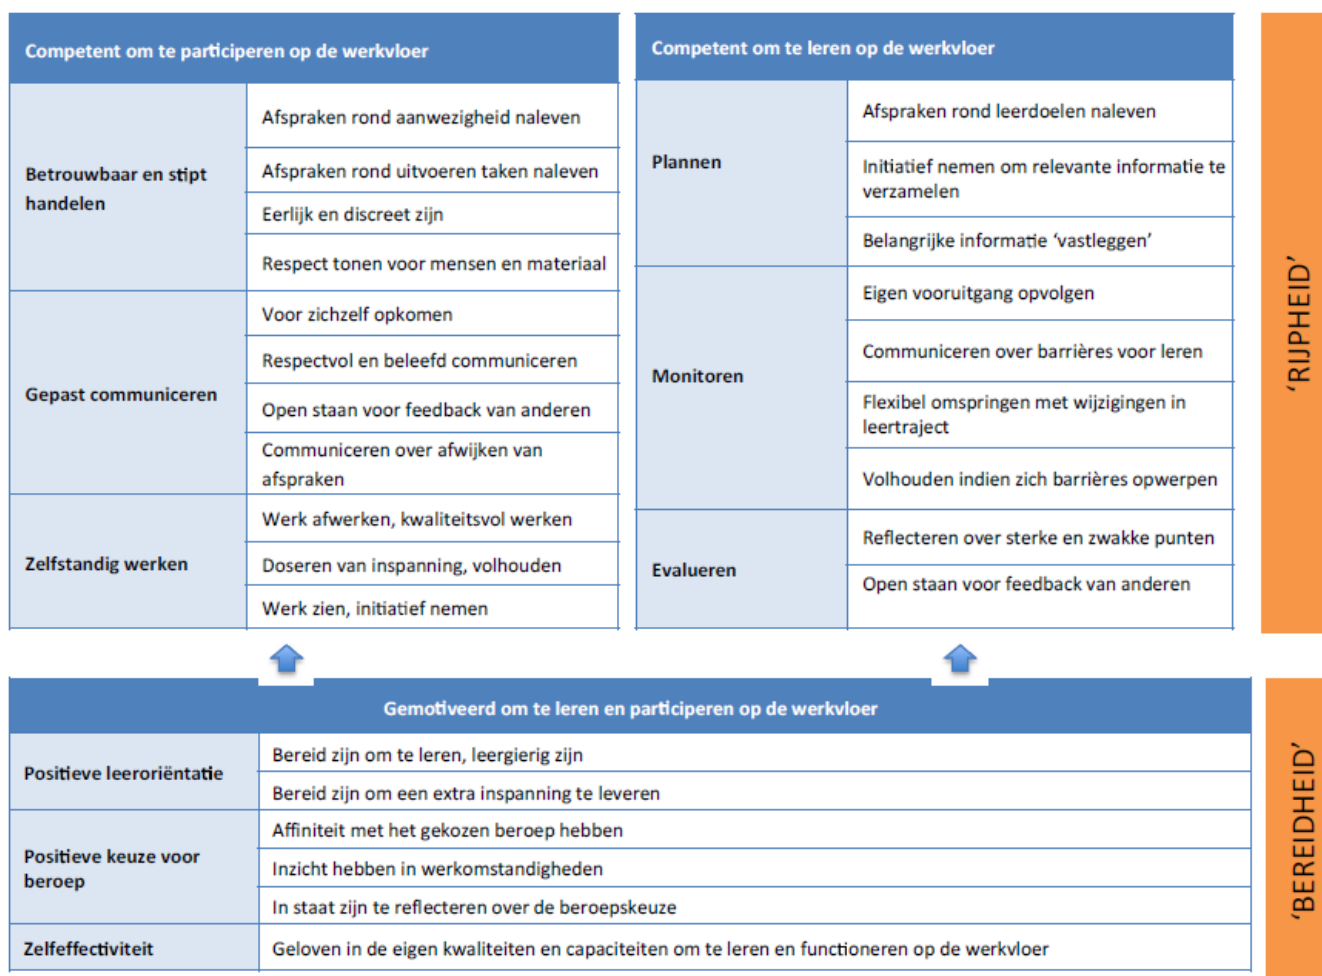 Competent om te participeren op de werkvloer
Betrouwbaar en stipt
handelen
Afspraken rond aanwezigheid naleven
Afspraken rond uitvoeren taken naleven
Eerlijk en discreet zijn
Respect tonen voor mensen en materiaal
Gepast communiceren
Voor zichzelf opkomen
Respectvol en beleefd communiceren
Open staan voor feedback van anderen
Communiceren over afwijken van
afspraken
Zelfstandig werken
Werk afwerken, kwaliteitsvol werken
Doseren van inspanning, volhouden
Werk zien, initiatief nemen
Competent om te leren op de werkvloer
Plannen
Afspraken rond leerdoelen naleven
Initiatief nemen om relevante informatie te
verzamelen
Belangrijke informatie ‘vastleggen’
Monitoren
Eigen vooruitgang opvolgen
Communiceren over barrières voor leren
Flexibel omspringen met wijzigingen in
leertraject
Volhouden indien zich barrières opwerpen
Evalueren
Reflecteren over sterke en zwakke punten
Open staan voor feedback van anderen
‘RIJPHEID’
Gemotiveerd om te leren en participeren op de werkvloer
Positieve leeroriëntatie
Bereid zijn om te leren, leergierig zijn
Bereid zijn om een extra inspanning te leveren
Positieve keuze voor
beroep
Affiniteit met het gekozen beroep hebben
Inzicht hebben in werkomstandigheden
In staat zijn te reflecteren over de beroepskeuze
Zelfeffectiviteit
Geloven in de eigen kwaliteiten en capaciteiten om te leren en functioneren op de werkvloer
‘BEREIDHEID’